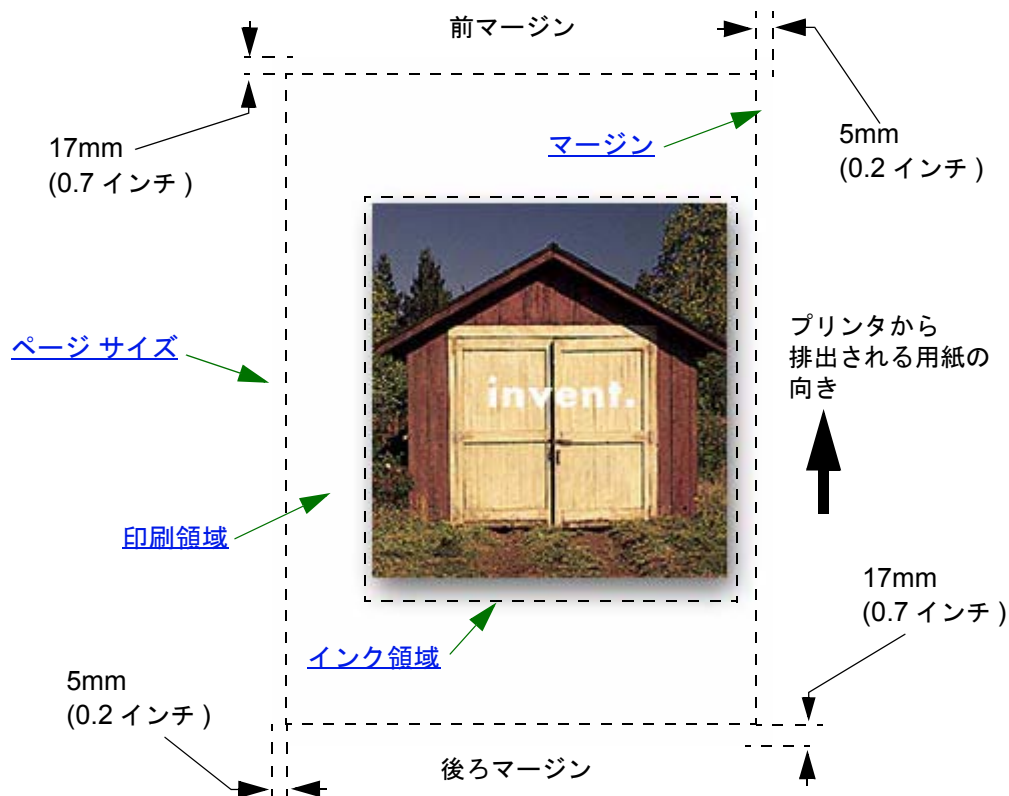 前マージン
17mm
(0.7 インチ )
マージン
5mm
(0.2 インチ )
ページ サイズ
invent.
プリンタから
排出される用紙の
向き
印刷領域
インク領域
17mm
(0.7 インチ )
5mm
(0.2 インチ )
後ろマージン